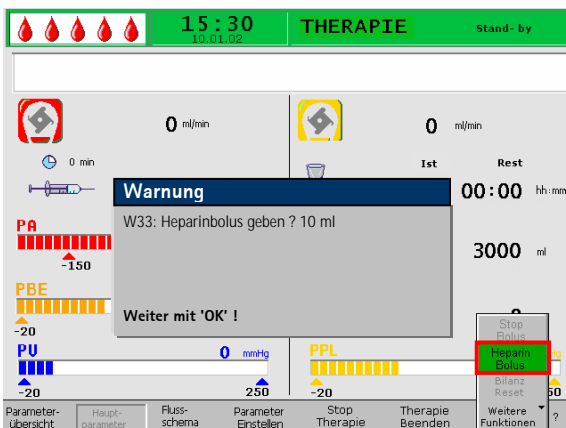 15:30
10.01.02
THERAPIE
Stand- by
0 ml/min
0 ml/min
0 min
Ist Rest
00:00 hh:mm
Warnung
W33: Heparinbolus geben ? 10 ml
Weiter mit 'OK' !
PA
-150
3000 ml
PBE
-20
Stop
Bolus
Heparin
Bolus
Bilanz
Reset
PV
0 mmHg
-20
250
PPL
-20
50
Parameter-
übersicht
Haupt-
parameter
Fluss-
schema
Parameter
Einstellen
Stop
Therapie
Therapie
Beenden
Weitere
Funktionen
?